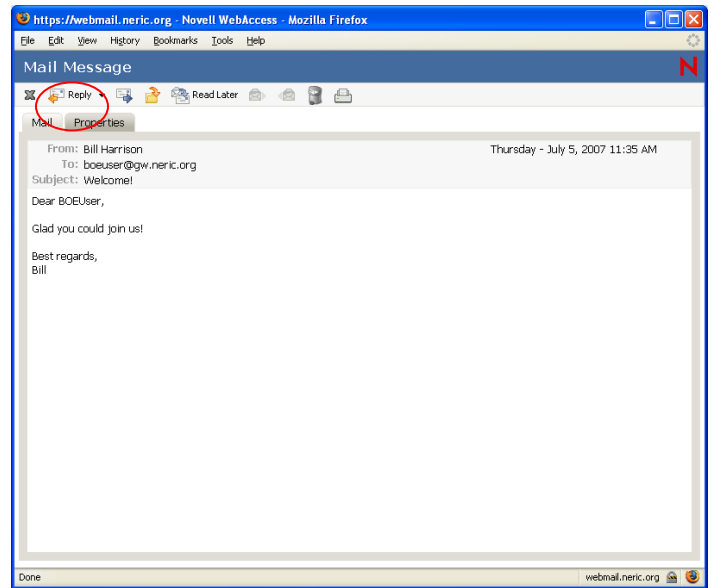 https://webmail.neric.org - Novell WebAccess - Mozilla Firefox
File Edit View History Bookmarks Tools Help
Mail Message
N
Reply Read Later
Mail Properties
From: Bill Harrison Thursday - July 5, 2007 11:35 AM
To: boeuser@gw.neric.org
Subject: Welcome!
Dear BOEUser,
Glad you could join us!
Best regards,
Bill
Done webmail.neric.org